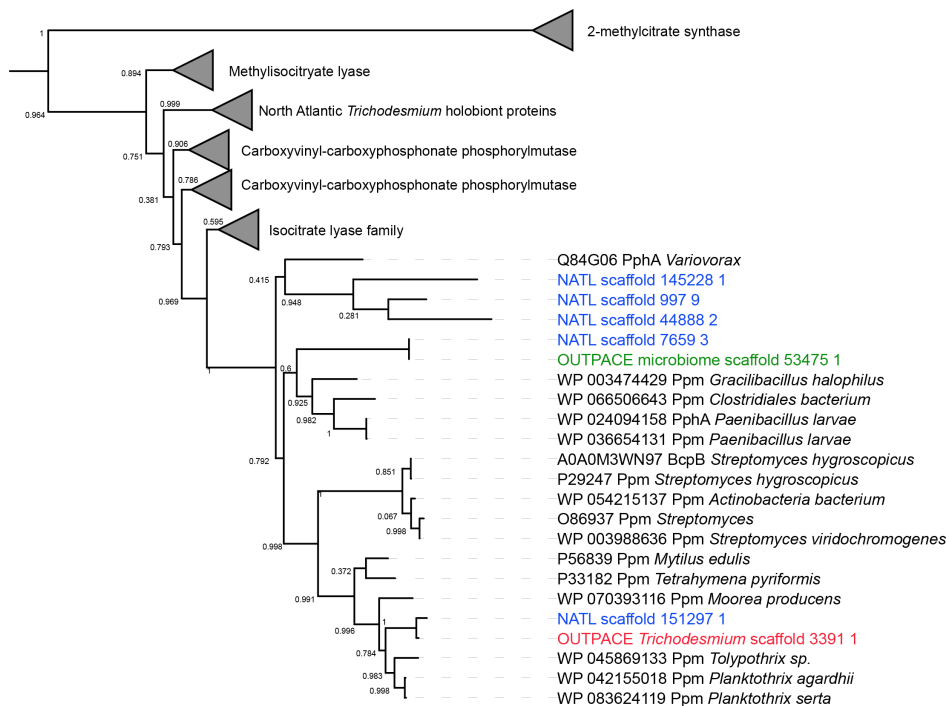 1
2-methylcitrate synthase
0.894
Methylisocitryate lyase
0.964
0.999
North Atlantic Trichodesmium holobiont proteins
0.906
Carboxyvinyl-carboxyphosphonate phosphorylmutase
0.751
0.786
Carboxyvinyl-carboxyphosphonate phosphorylmutase
0.381
0.595
Isocitrate lyase family
0.793
Q84G06 PphA Variovorax
0.415
NATL scaffold 145228 1
0.969
0.948
NATL scaffold 997 9
0.281
NATL scaffold 44888 2
NATL scaffold 7659 3
OUTPACE microbiome scaffold 53475 1
1
0.6
WP 003474429 Ppm Gracilibacillus halophilus
0.925
WP 066506643 Ppm Clostridiales bacterium
0.982
WP 024094158 PphA Paenibacillus larvae
1
WP 036654131 Ppm Paenibacillus larvae
0.792
A0A0M3WN97 BcpB Streptomyces hygroscopicus
0.851
P29247 Ppm Streptomyces hygroscopicus
1
WP 054215137 Ppm Actinobacteria bacterium
0.067
O86937 Ppm Streptomyces
0.998
WP 003988636 Ppm Streptomyces viridochromogenes
0.998
P56839 Ppm Mytilus edulis
0.372
P33182 Ppm Tetrahymena pyriformis
0.991
WP 070393116 Ppm Moorea producens
NATL scaffold 151297 1
1
0.996
OUTPACE Trichodesmium scaffold 3391 1
0.784
WP 045869133 Ppm Tolypothrix sp.
0.983
WP 042155018 Ppm Planktothrix agardhii
0.998
WP 083624119 Ppm Planktothrix serta